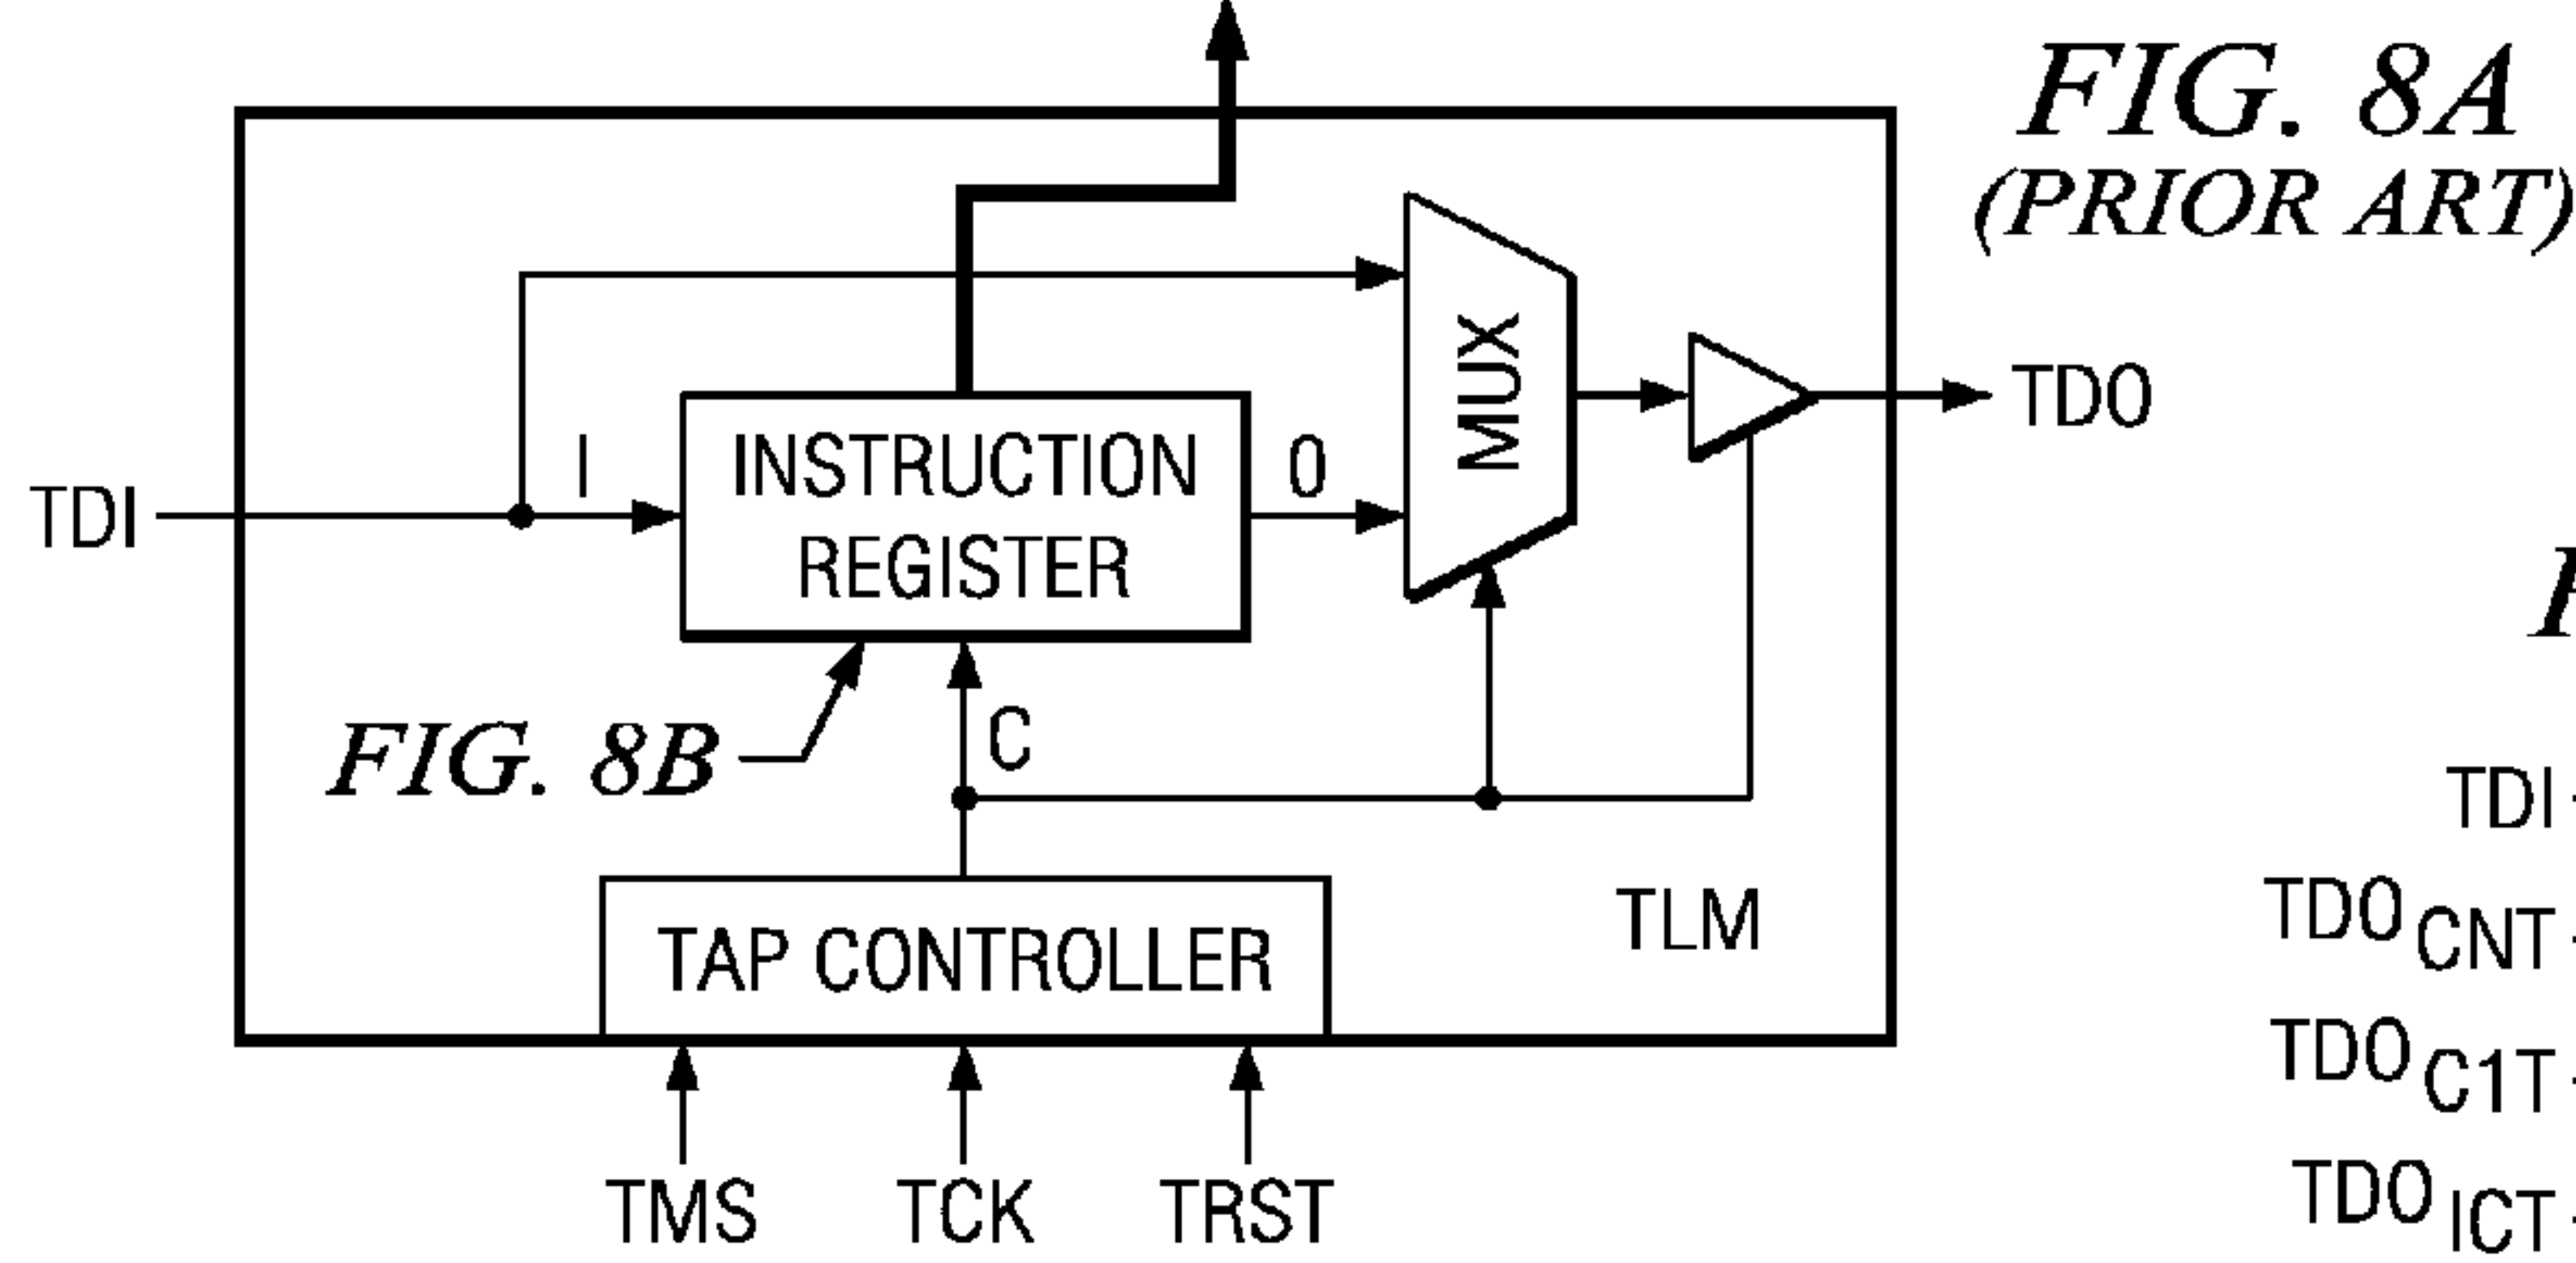 FIG. 8A
(PRIOR ART)
MUX
TDO
I
INSTRUCTION
REGISTER
0
TDI
C
FIG. 8B
TAP CONTROLLER
TLM
TMS
TCK
TRST
TDI
TDO CNT
TDO C1T
TDO ICT